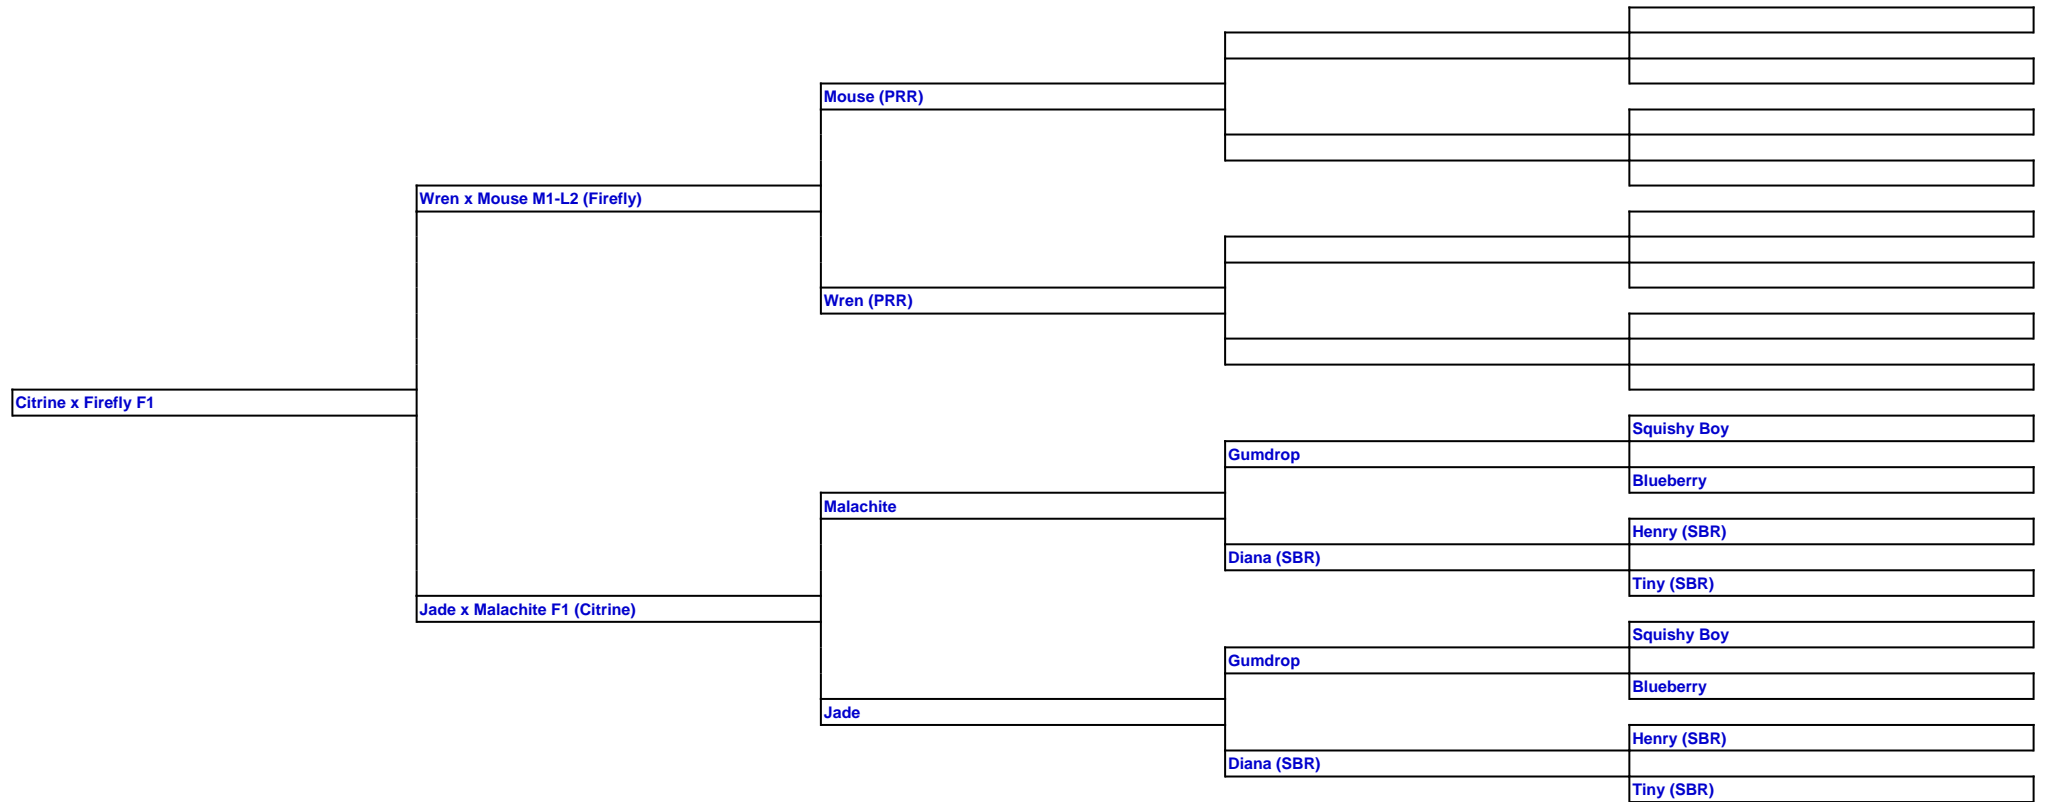 Mouse (PRR)
Wren x Mouse M1-L2 (Firefly)
Wren (PRR)
Citrine x Firefly F1
Squishy Boy
Gumdrop
Blueberry
Malachite
Henry (SBR)
Diana (SBR)
Tiny (SBR)
Jade x Malachite F1 (Citrine)
Squishy Boy
Gumdrop
Blueberry
Jade
Henry (SBR)
Diana (SBR)
Tiny (SBR)